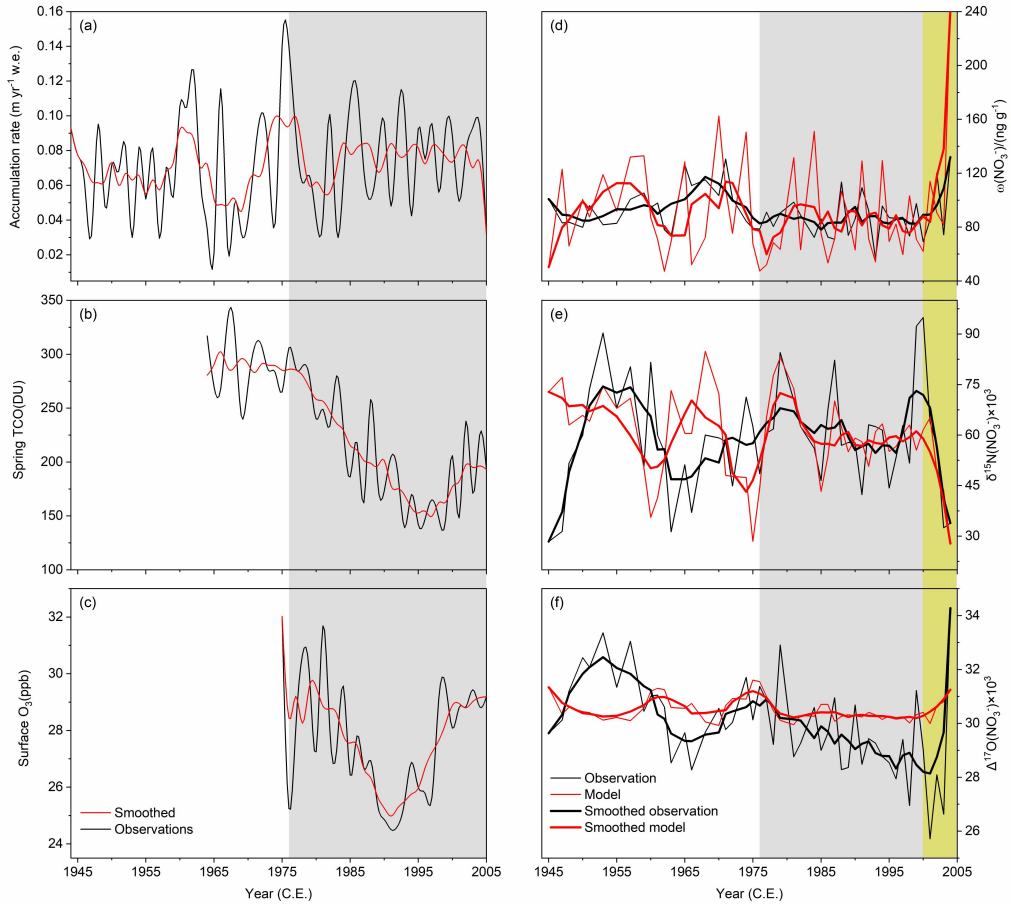 (a)
Accumulation rate (m yr⁻¹ w.e.)
0.16
0.14
0.12
0.10
0.08
0.06
0.04
0.02
(b)
Spring TCO(DU)
350
300
250
200
150
100
(c)
Surface O₃(ppb)
32
30
28
26
24
Smoothed
Observations
1945 1955 1965 1975 1985 1995 2005
Year (C.E.)
(d)
ω(NO₃⁻)/(ng g⁻¹)
240
200
160
120
80
40
(e)
δ¹⁵N(NO₃⁻)×10³
90
75
60
45
30
(f)
Δ¹⁷O(NO₃⁻)×10³
34
32
30
28
26
Observation
Model
Smoothed observation
Smoothed model
1945 1955 1965 1975 1985 1995 2005
Year (C.E.)